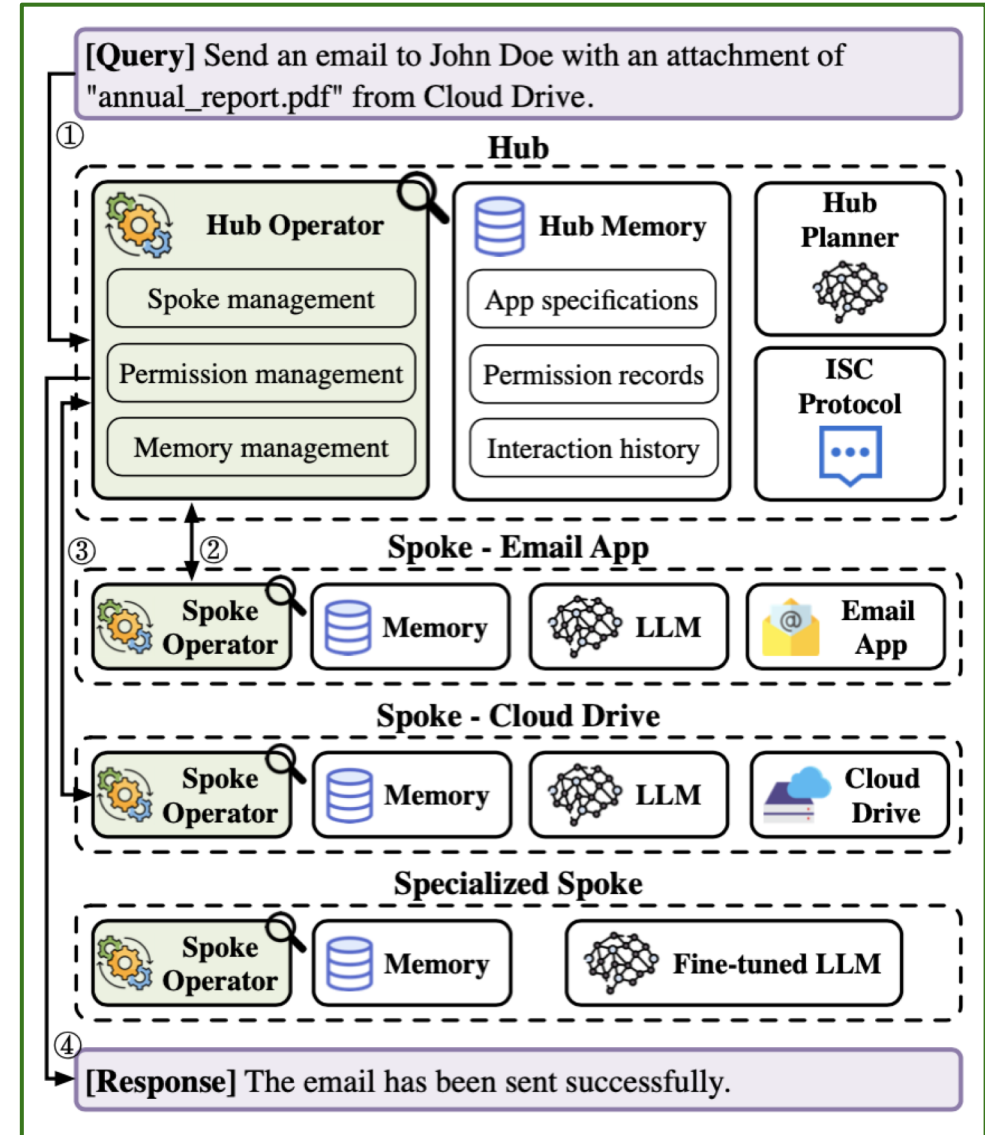 [Query] Send an email to John Doe with an attachment of
"annual_report.pdf" from Cloud Drive.
①
Hub
Hub Operator
Spoke management
Permission management
Memory management
Hub Memory
App specifications
Permission records
Interaction history
Hub
Planner
ISC
Protocol
③
②
Spoke - Email App
Spoke
Operator
Memory
LLM
@
Email
App
Spoke - Cloud Drive
Spoke
Operator
Memory
LLM
Cloud
Drive
Specialized Spoke
Spoke
Operator
Memory
Fine-tuned LLM
④
[Response] The email has been sent successfully.